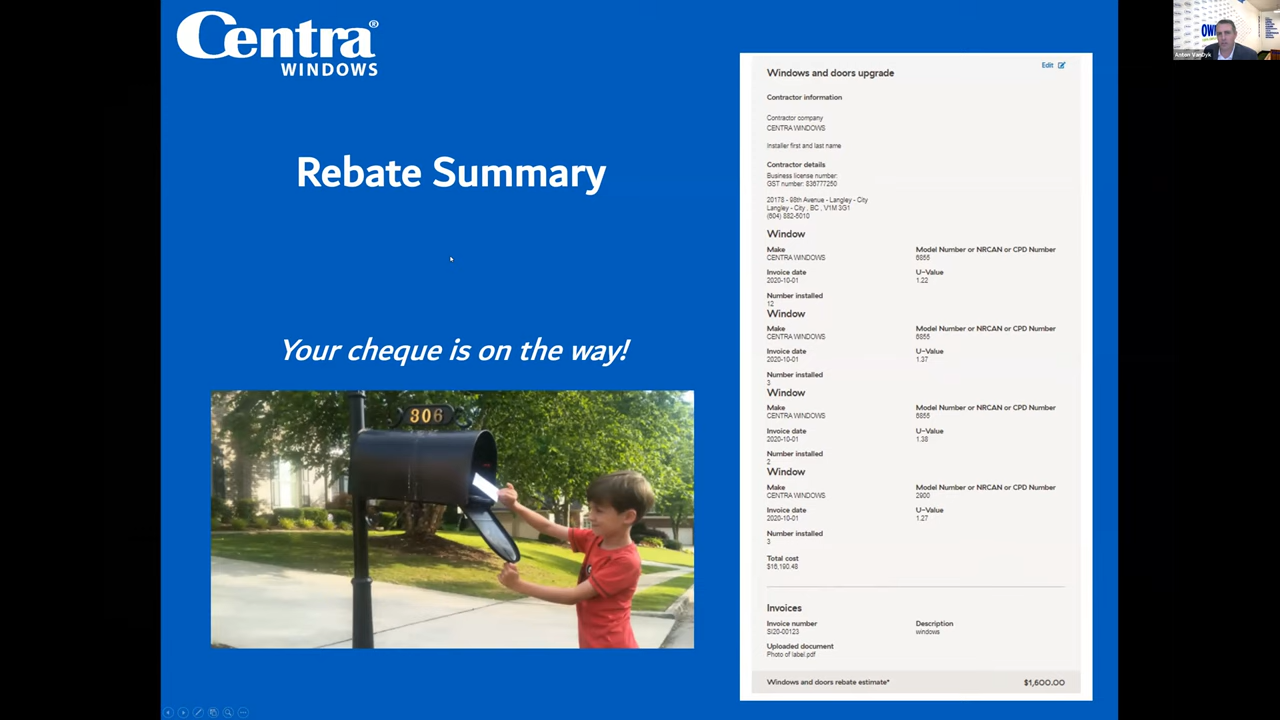 Centra®
WINDOWS
Rebate Summary
Your cheque is on the way!
306
Edit
Windows and doors upgrade
Contractor information
Contractor company
CENTRA WINDOWS
Installer first and last name
Contractor details
Business license number:
GST number: 836777250
20178 - 98th Avenue - Langley - City
Langley - City , BC , V1M 3G1
(604) 882-5010
Window
Make
Model Number or NRCAN or CPD Number
CENTRA WINDOWS
6855
Invoice date
U-Value
2020-10-01
1.22
Number installed
12
Window
Make
Model Number or NRCAN or CPD Number
CENTRA WINDOWS
6855
Invoice date
U-Value
2020-10-01
1.37
Number installed
3
Window
Make
Model Number or NRCAN or CPD Number
CENTRA WINDOWS
6855
Invoice date
U-Value
2020-10-01
1.38
Number installed
2
Window
Make
Model Number or NRCAN or CPD Number
CENTRA WINDOWS
2900
Invoice date
U-Value
2020-10-01
1.27
Number installed
3
Total cost
$16,190.48
Invoices
Invoice number
Description
SI20-00123
windows
Uploaded document
Photo of label.pdf
Windows and doors rebate estimate*
$1,600.00
Anton VanDyk